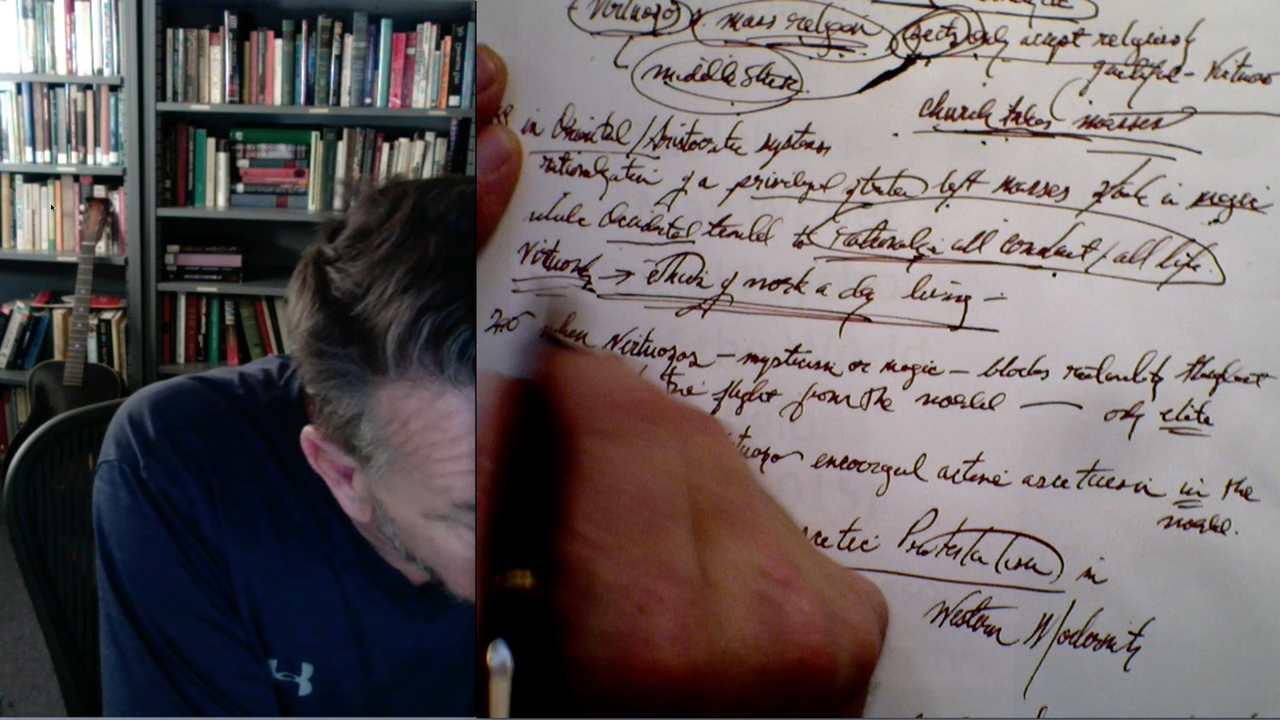 Virtuoso v. mass religion sects only accept religiously
qualified - Virtuoso
middle strata
church takes masses
in Oriental / Aristocratic systems
rationalization of a privileged strata left masses stuck in magic
while Occidental tended to rationalize all conduct / all life.
Virtuosity → Ethics of work a day living -
when Virtuosos - mysticism or magic - blocks rationality throughout
flight from the world — only elite
encouraged active asceticism in the
world.
Protestantism in
Western Modernity